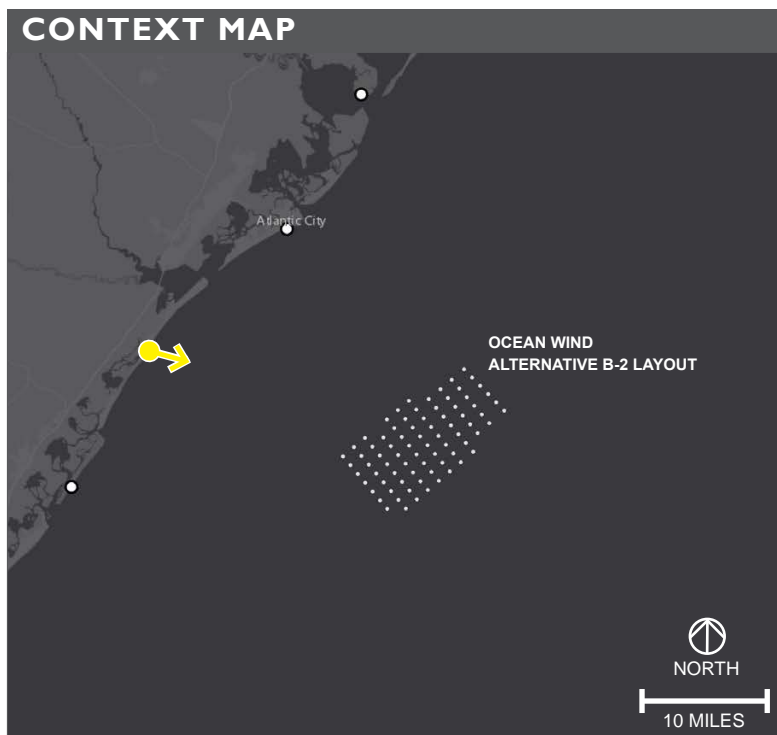 CONTEXT MAP
Atlantic City
OCEAN WIND
ALTERNATIVE B-2 LAYOUT
NORTH
10 MILES